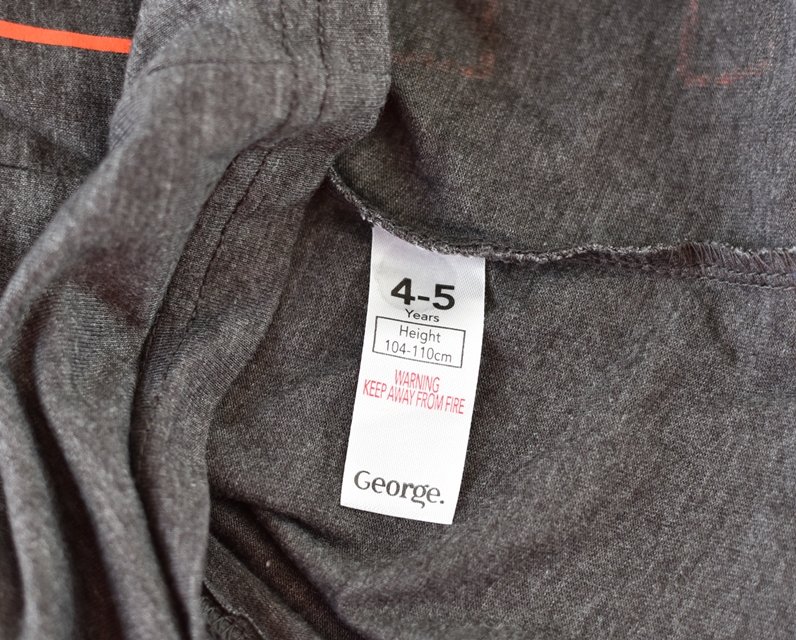 4-5
Years
Height
104-110cm
WARNING
KEEP AWAY FROM FIRE
George.